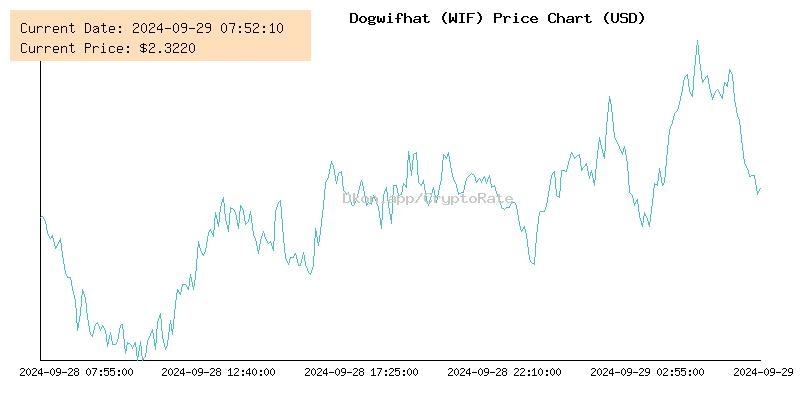 Dogwifhat (WIF) Price Chart (USD)
Current Date: 2024-09-29 07:52:10
Current Price: $2.3220
Dkon.app/CryptoRate
2024-09-28 07:55:00
2024-09-28 12:40:00
2024-09-28 17:25:00
2024-09-28 22:10:00
2024-09-29 02:55:00
2024-09-29